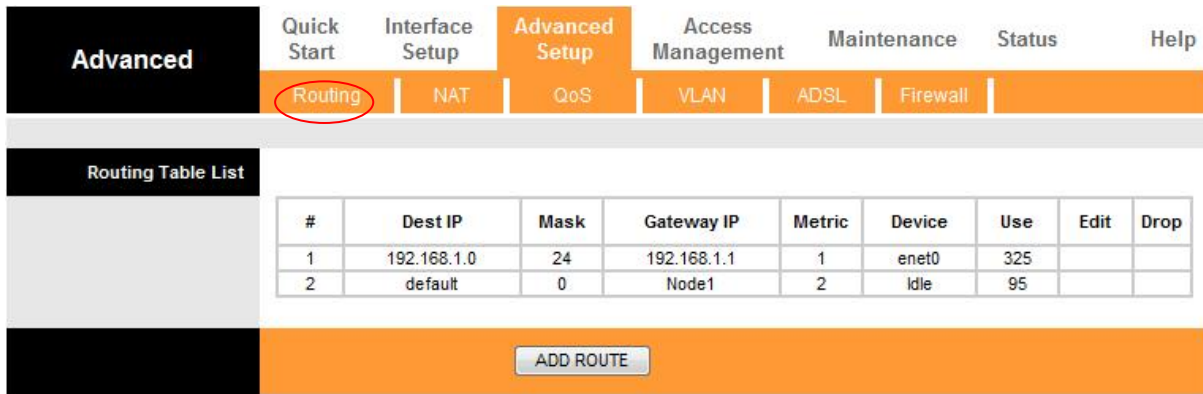 Advanced
Quick Start
Interface Setup
Advanced Setup
Access Management
Maintenance
Status
Help
Routing NAT QoS VLAN ADSL Firewall
Routing Table List
# Dest IP Mask Gateway IP Metric Device Use Edit Drop
1 192.168.1.0 24 192.168.1.1 1 enet0 325
2 default 0 Node1 2 Idle 95
ADD ROUTE